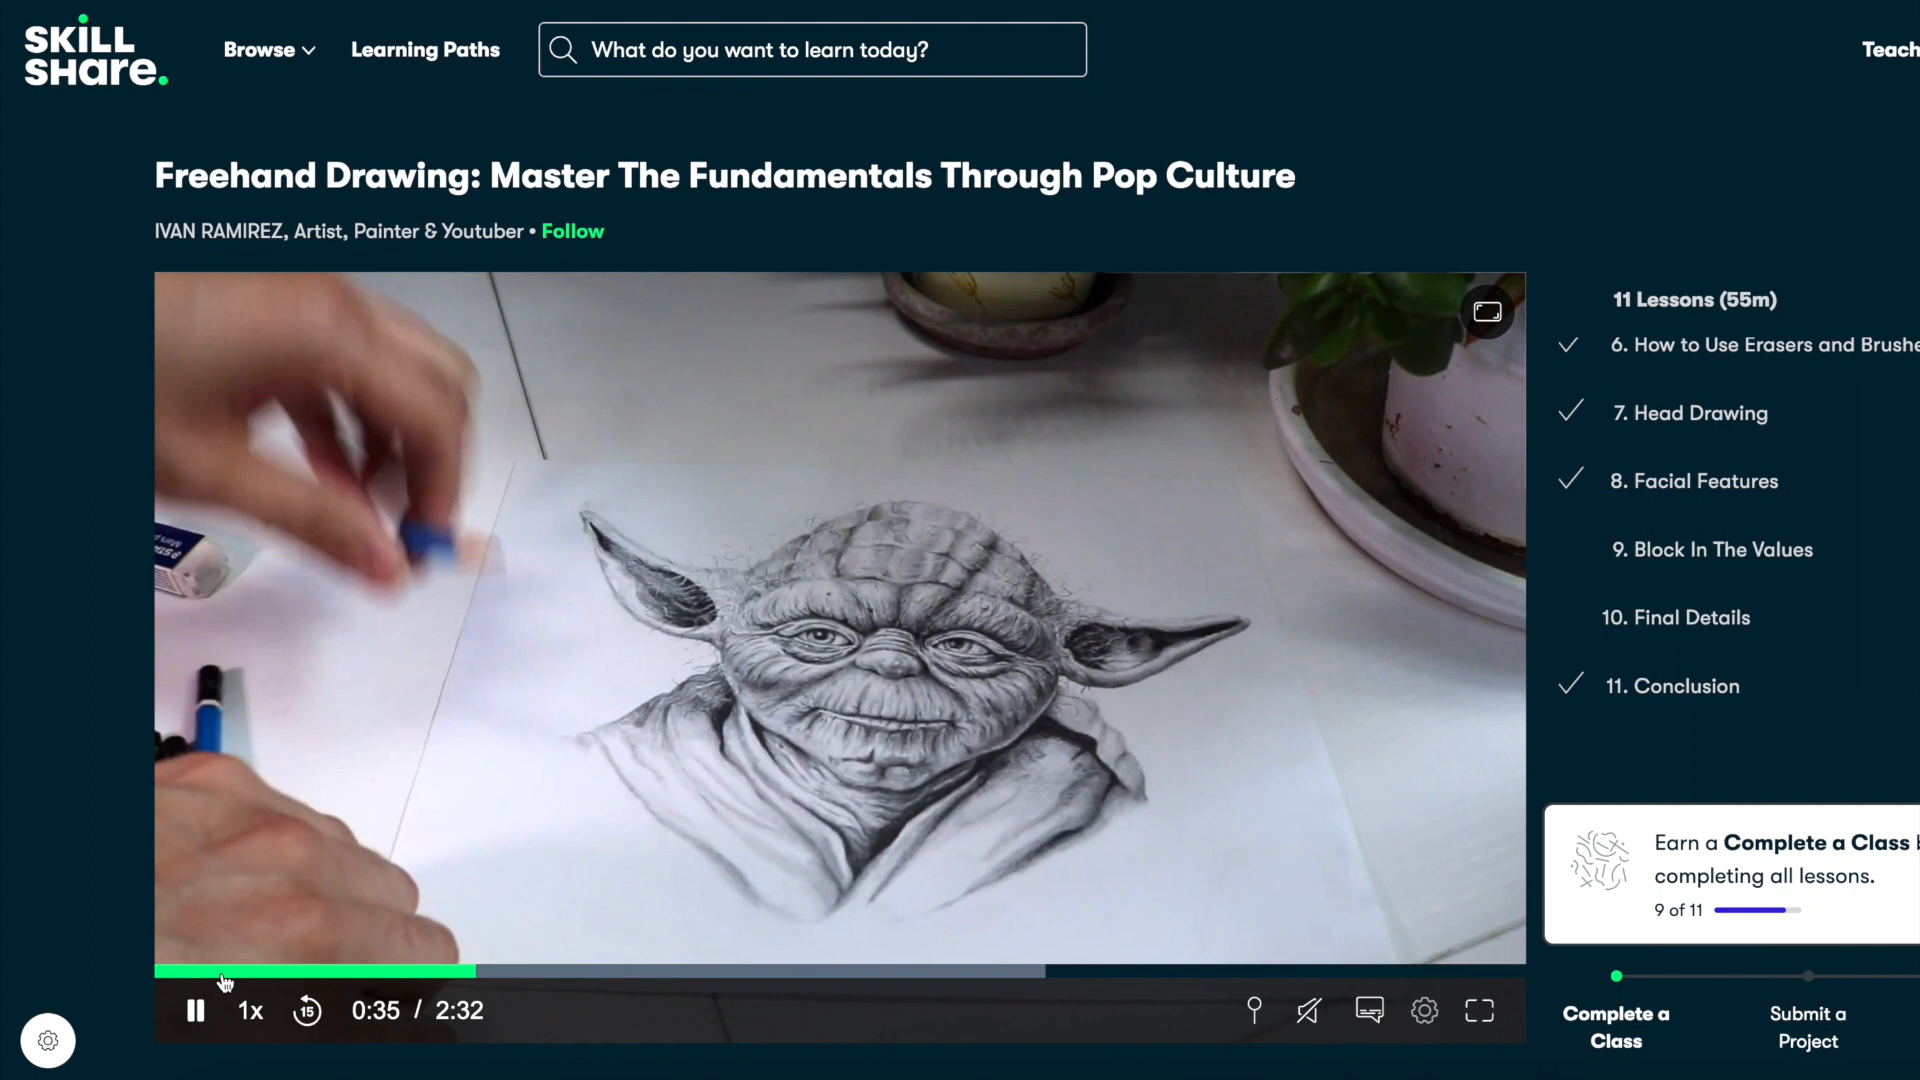 SKILL
SHare.
Browse
Learning Paths
What do you want to learn today?
Teach
Freehand Drawing: Master The Fundamentals Through Pop Culture
IVAN RAMIREZ, Artist, Painter & Youtuber • Follow
11 Lessons (55m)
6. How to Use Erasers and Brushe
7. Head Drawing
8. Facial Features
9. Block In The Values
10. Final Details
11. Conclusion
Earn a Complete a Class b
completing all lessons.
9 of 11
1x
15
0:35 / 2:32
Complete a
Class
Submit a
Project